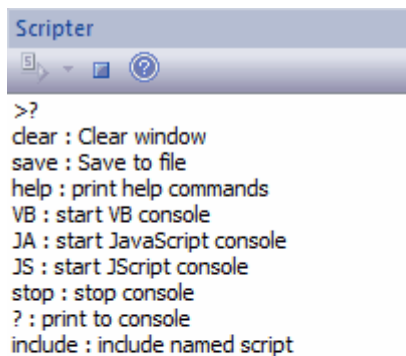 Scripter
S ?
>?
clear : Clear window
save : Save to file
help : print help commands
VB : start VB console
JA : start JavaScript console
JS : start JScript console
stop : stop console
? : print to console
include : include named script